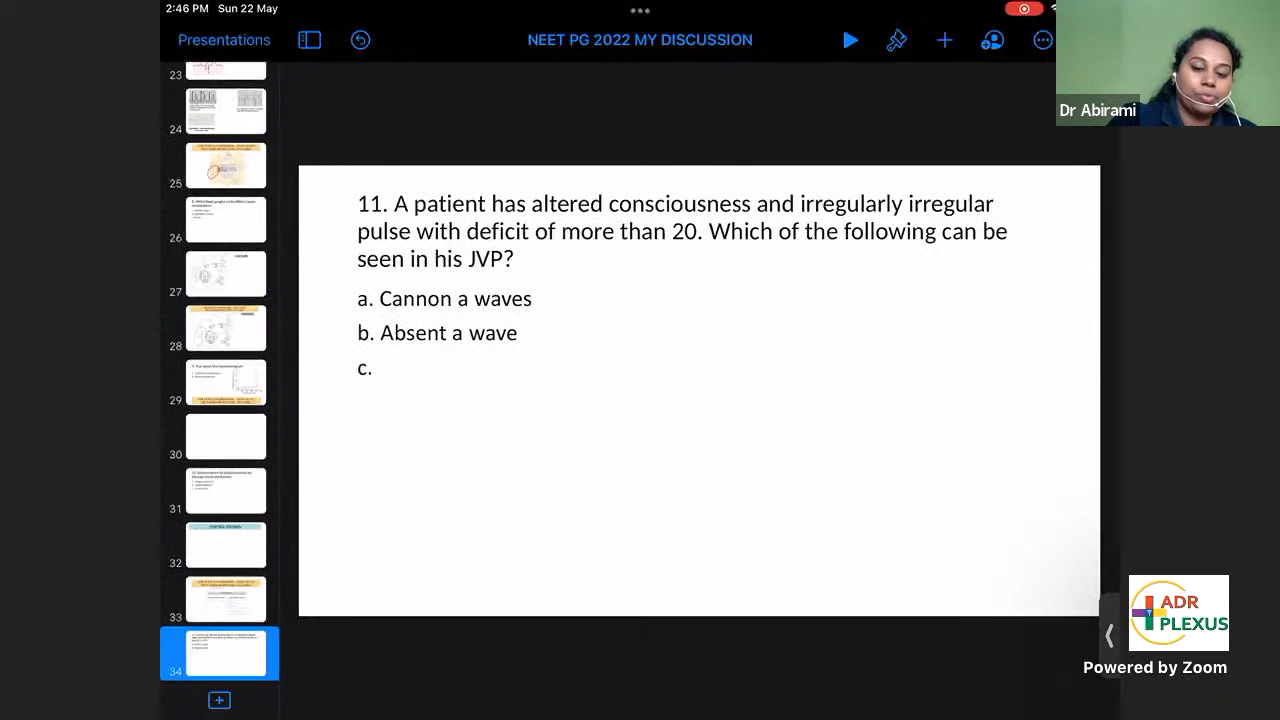 2:46 PM Sun 22 May
Presentations
NEET PG 2022 MY DISCUSSION
Dr Abirami
23
24
25
26
27
28
29
30
31
32
33
34
11. A patient has altered consciousness and irregularly irregular
pulse with deficit of more than 20. Which of the following can be
seen in his JVP?
a. Cannon a waves
b. Absent a wave
c.
ADR
PLEXUS
Powered by Zoom